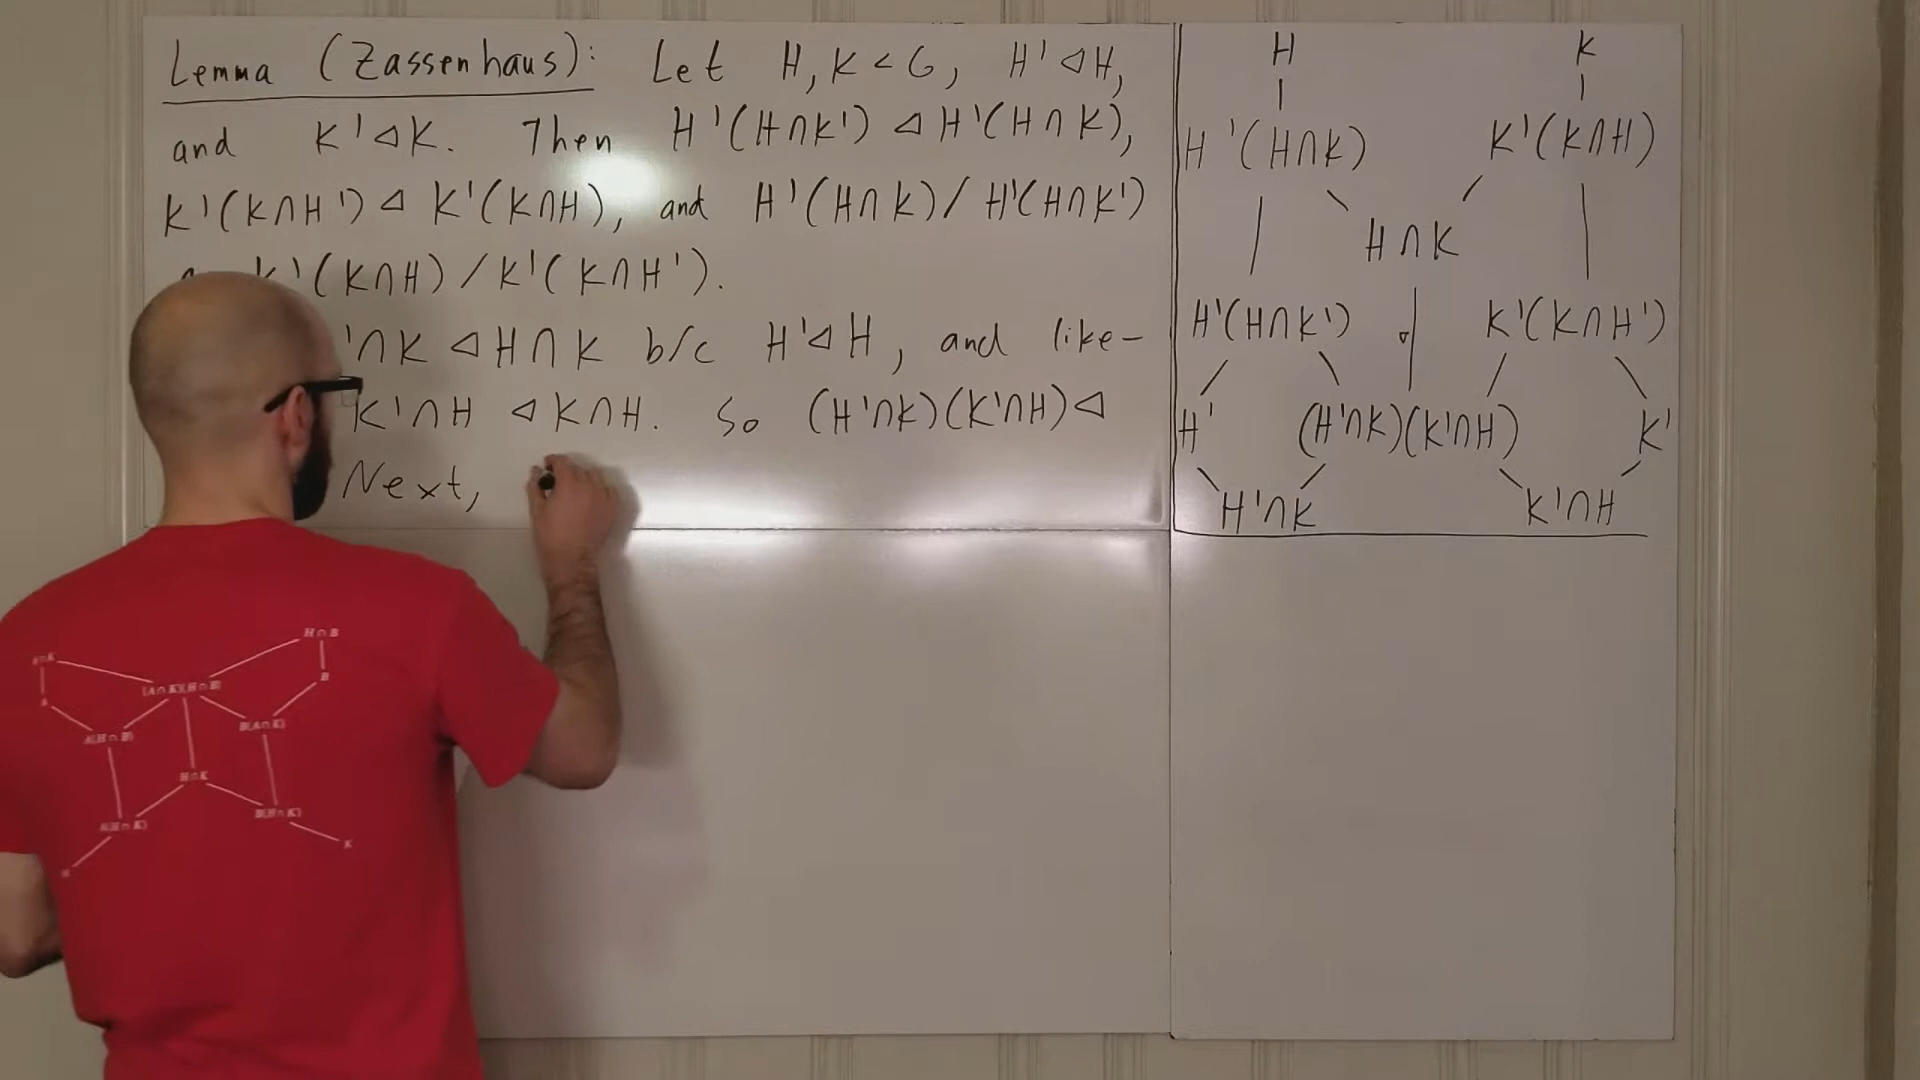 Lemma (Zassenhaus): Let H, K < G, H' ⊲ H,
and K' ⊲ K. Then H'(H∩K') ⊲ H'(H∩K),
K'(K∩H') ⊲ K'(K∩H), and H'(H∩K)/H'(H∩K')
K'(K∩H)/K'(K∩H').
'∩K ⊲ H∩K b/c H' ⊲ H, and like-
K'∩H ⊲ K∩H. So (H'∩K)(K'∩H) ⊲
Next,
H K
H'(H∩K) K'(K∩H)
H∩K
H'(H∩K') K'(K∩H')
H' (H'∩K)(K'∩H) K'
H'∩K K'∩H
H∩B
(A∩K)(H∩B)
B
A(H∩B) B(A∩K)
H∩K
A(H∩K) B(H∩K)
K